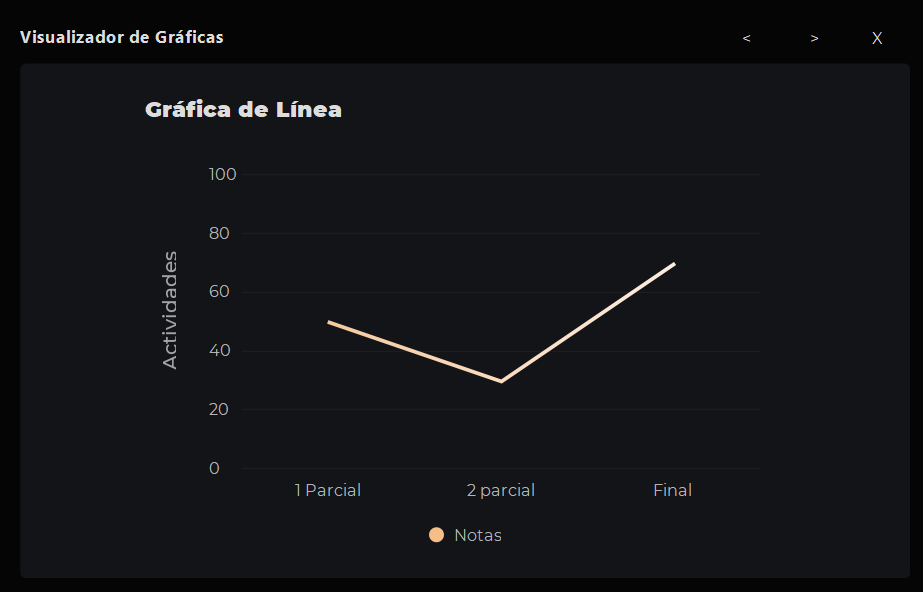 Visualizador de Gráficas
< > X
Gráfica de Línea
Actividades
100
80
60
40
20
0
1 Parcial 2 parcial Final
Notas